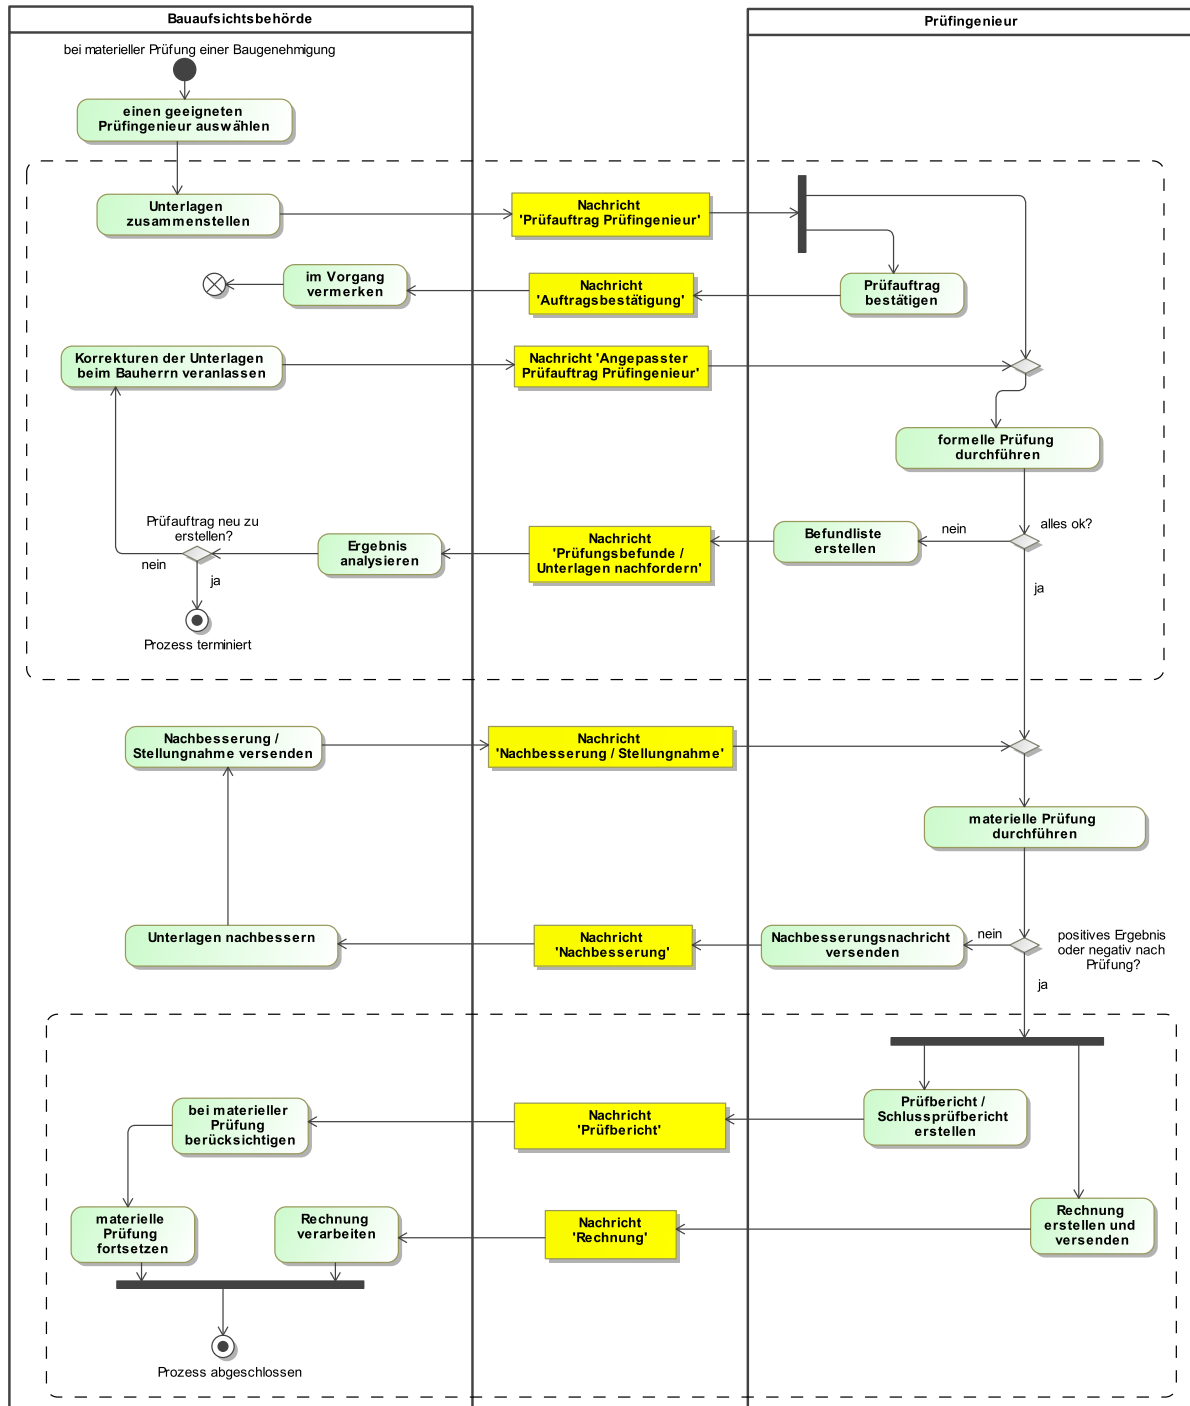 Bauaufsichtsbehörde
Prüfingenieur
bei materieller Prüfung einer Baugenehmigung
einen geeigneten
Prüfingenieur auswählen
Unterlagen
zusammenstellen
Nachricht
'Prüfauftrag Prüfingenieur'
im Vorgang
vermerken
Nachricht
'Auftragsbestätigung'
Prüfauftrag
bestätigen
Korrekturen der Unterlagen
beim Bauherrn veranlassen
Nachricht 'Angepasster
Prüfauftrag Prüfingenieur'
formelle Prüfung
durchführen
Prüfauftrag neu zu
erstellen?
nein
ja
Ergebnis
analysieren
Nachricht
'Prüfungsbefunde /
Unterlagen nachfordern'
Befundliste
erstellen
nein
alles ok?
ja
Prozess terminiert
Nachbesserung /
Stellungnahme versenden
Nachricht
'Nachbesserung / Stellungnahme'
materielle Prüfung
durchführen
Unterlagen nachbessern
Nachricht
'Nachbesserung'
Nachbesserungsnachricht
versenden
nein
positives Ergebnis
oder negativ nach
Prüfung?
ja
bei materieller
Prüfung
berücksichtigen
Nachricht
'Prüfbericht'
Prüfbericht /
Schlussprüfbericht
erstellen
materielle
Prüfung
fortsetzen
Rechnung
verarbeiten
Nachricht
'Rechnung'
Rechnung
erstellen und
versenden
Prozess abgeschlossen